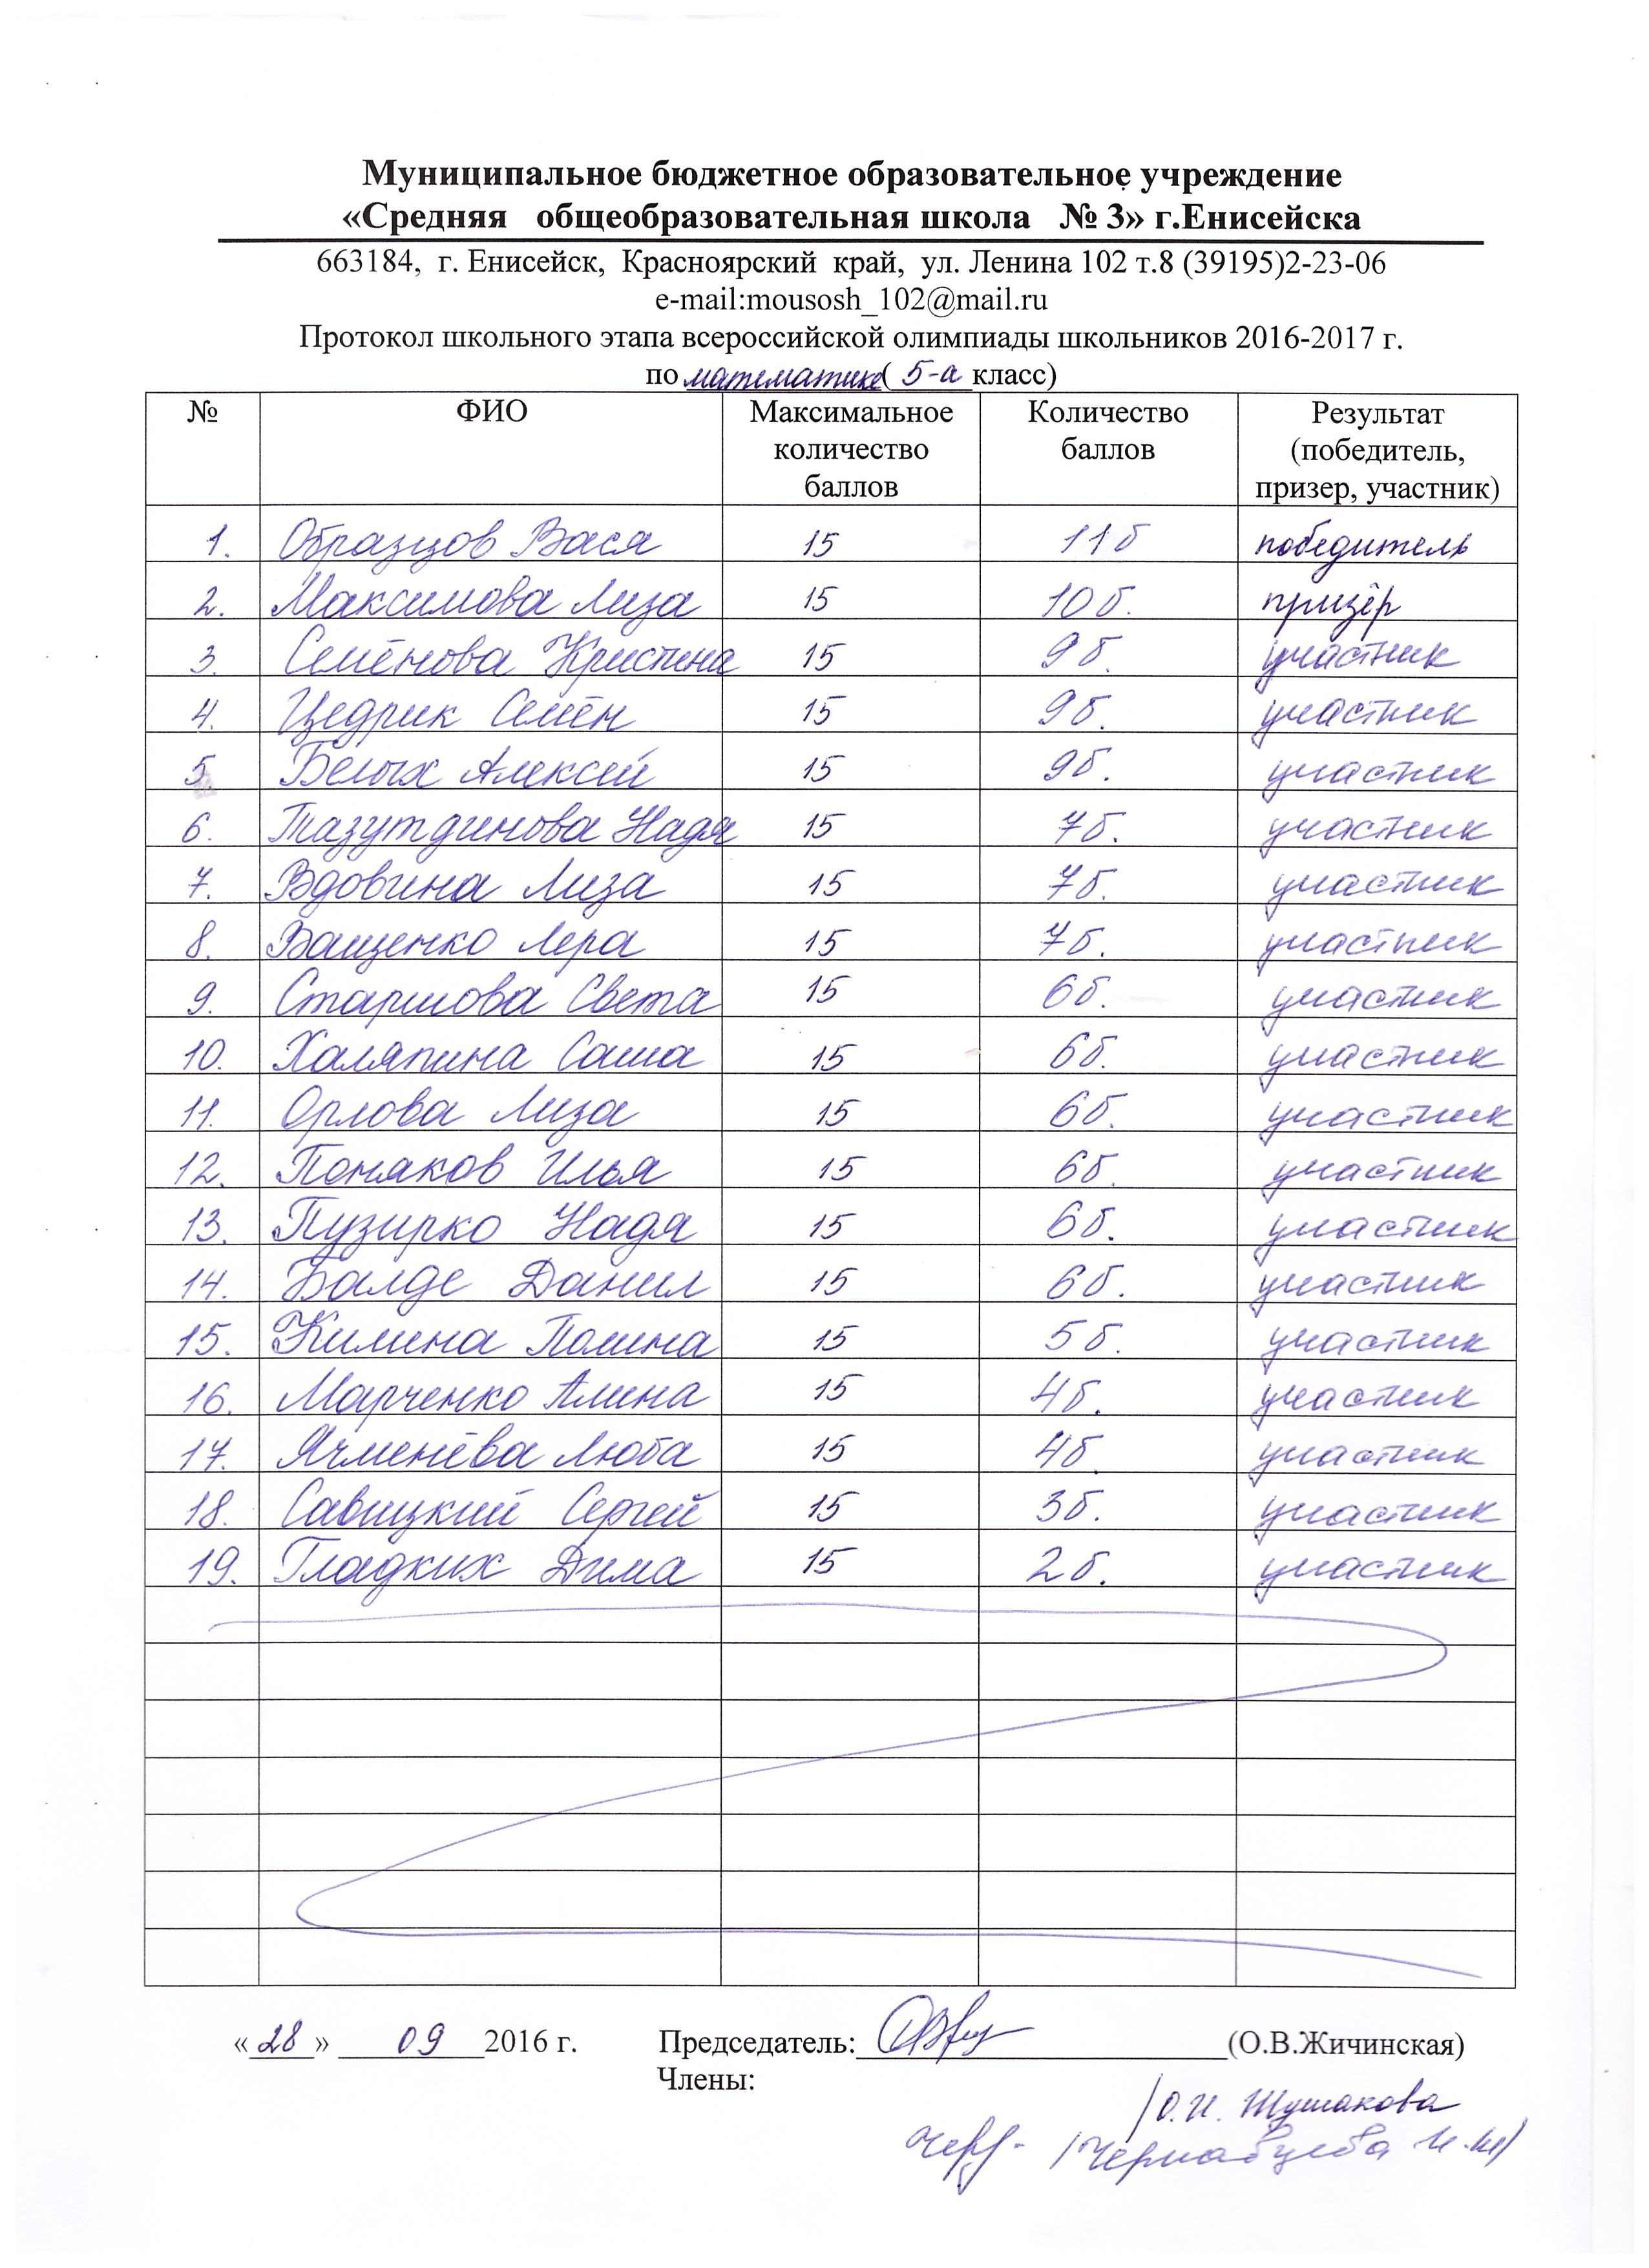 Муниципальное бюджетное образовательное учреждение
«Средняя общеобразовательная школа № 3» г.Енисейска
663184, г. Енисейск, Красноярский край, ул. Ленина 102 т.8 (39195)2-23-06
e-mail:mousosh_102@mail.ru
Протокол школьного этапа всероссийской олимпиады школьников 2016-2017 г.
по математике ( 5-а класс)
№ ФИО Максимальное количество баллов Количество баллов Результат (победитель, призер, участник)
1. Образцов Вася 15 11б победитель
2. Максимова Лиза 15 10б. призёр
3. Семёнова Кристина 15 9б. участник
4. Цедрик Семён 15 9б. участник
5 Белых Алексей 15 9б. участник
6. Тазутдинова Надя 15 7б. участник
7. Вдовина Лиза 15 7б. участник
8. Ващенко Лера 15 7б. участник
9. Старшова Света 15 6б. участник
10. Халяпина Саша 15 6б. участник
11. Орлова Лиза 15 6б. участник
12. Поняков Илья 15 6б. участник
13. Пузирко Надя 15 6б. участник
14. Балде Данил 15 6б. участник
15. Килина Полина 15 5б. участник
16. Марченко Алина 15 4б. участник
17. Ячменёва Люба 15 4б. участник
18. Савицкий Сергей 15 3б. участник
19. Гладких Дима 15 2б. участник
«28» 09 2016 г. Председатель: (О.В.Жичинская)
Члены:
/О.И.